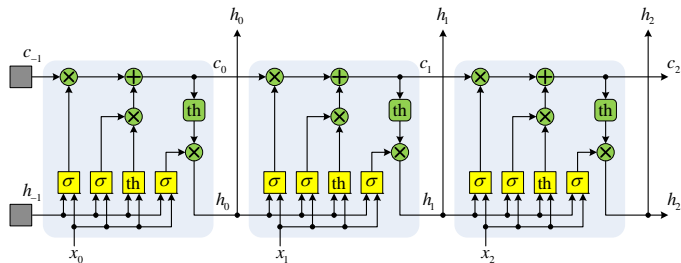 h₀ h₁ h₂
c₋₁ c₀ c₁ c₂
th th th
σ σ th σ σ σ th σ σ σ th σ
h₋₁ h₀ h₁ h₂
x₀ x₁ x₂